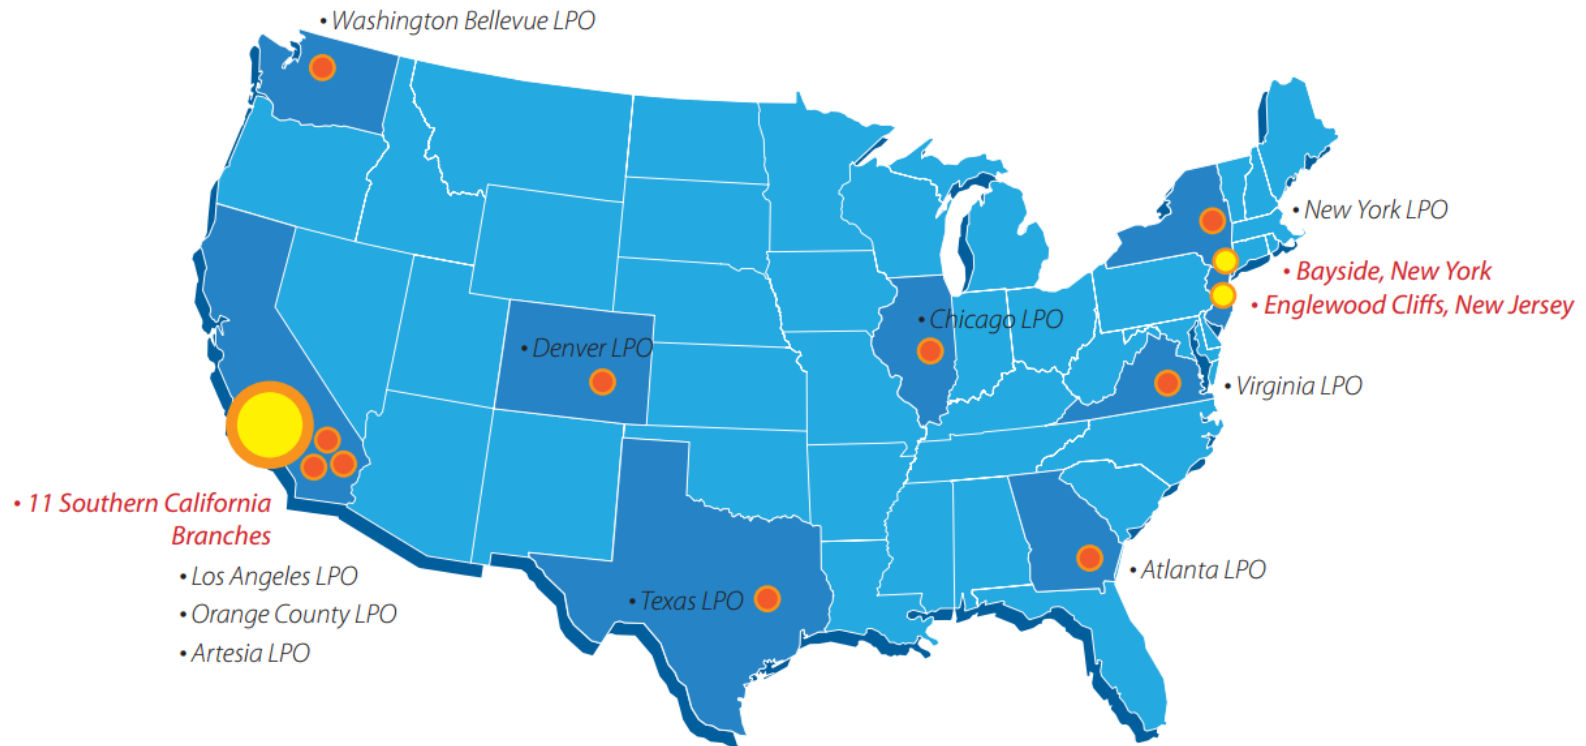 • Washington Bellevue LPO
• New York LPO
• Bayside, New York
• Englewood Cliffs, New Jersey
• Chicago LPO
• Denver LPO
• Virginia LPO
• 11 Southern California
Branches
• Los Angeles LPO
• Orange County LPO
• Artesia LPO
• Texas LPO
• Atlanta LPO